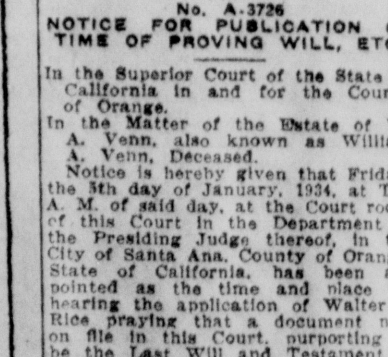 No. A-3726
NOTICE FOR PUBLICATION
TIME OF PROVING WILL, ETC
In the Superior Court of the State
California in and for the Coun
of Orange.
In the Matter of the Estate of
A. Venn, also known as Willi
A. Venn, Deceased.
Notice is hereby given that Frid
the 5th day of January, 1934, at
A. M. of said day, at the Court roo
of this Court in the Department
the Presiding Judge thereof, in
City of Santa Ana, County of Oran
State of California, has been
pointed as the time and place
hearing the application of Walter
Rice praying that a document
on file in this Court, purporting
be the Last Will and Testamen